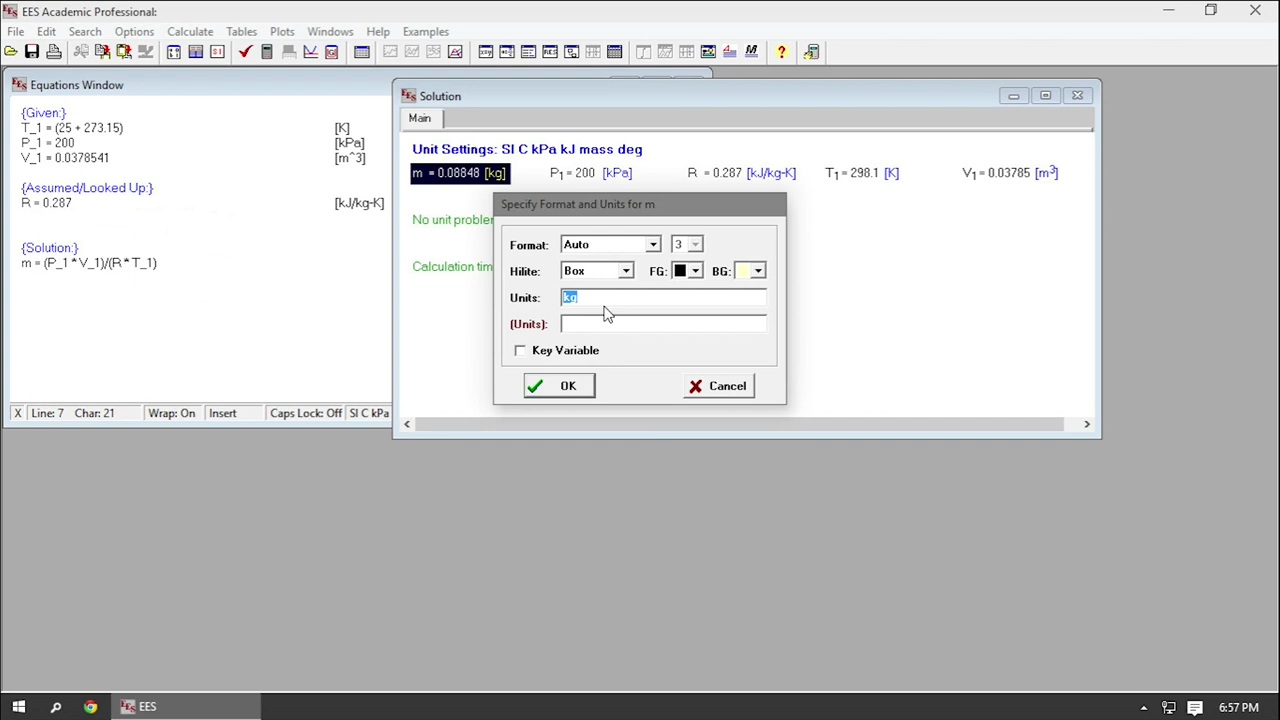 EES Academic Professional:
File Edit Search Options Calculate Tables Plots Windows Help Examples
Equations Window
{Given:}
T_1 = (25 + 273.15) [K]
P_1 = 200 [kPa]
V_1 = 0.0378541 [m^3]
{Assumed/Looked Up:}
R = 0.287 [kJ/kg-K]
{Solution:}
m = (P_1 * V_1)/(R * T_1)
X Line: 7 Char: 21 Wrap: On Insert Caps Lock: Off SI C kPa
Solution
Main
Unit Settings: SI C kPa kJ mass deg
m = 0.08848 [kg] P1 = 200 [kPa] R = 0.287 [kJ/kg-K] T1 = 298.1 [K] V1 = 0.03785 [m3]
No unit problem
Calculation tim
Specify Format and Units for m
Format: Auto 3
Hilite: Box FG: BG:
Units: kg
[Units]:
Key Variable
OK Cancel
EES 6:57 PM